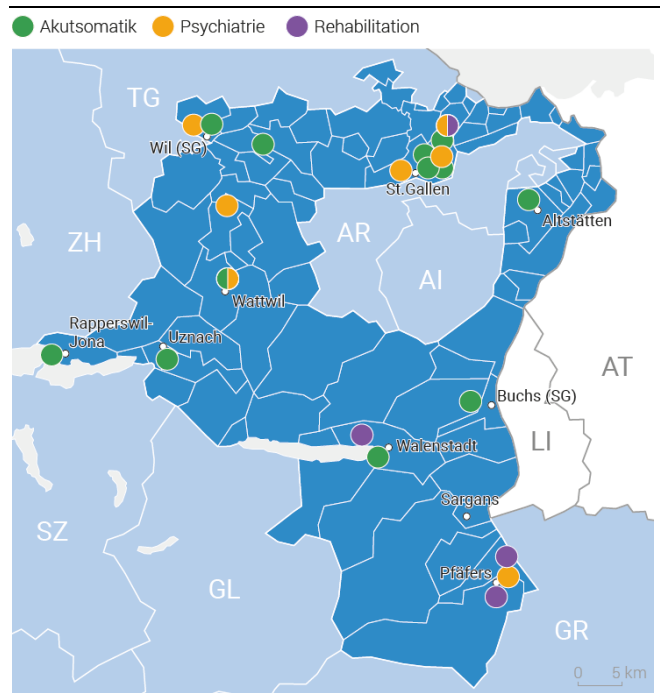 Akutsomatik Psychiatrie Rehabilitation
TG
Wil (SG)
St.Gallen
Altstätten
ZH
AR
AI
Wattwil
Rapperswil-
Jona
Uznach
AT
Buchs (SG)
LI
Walenstadt
Sargans
SZ
Pfäfers
GL
GR
0 5 km